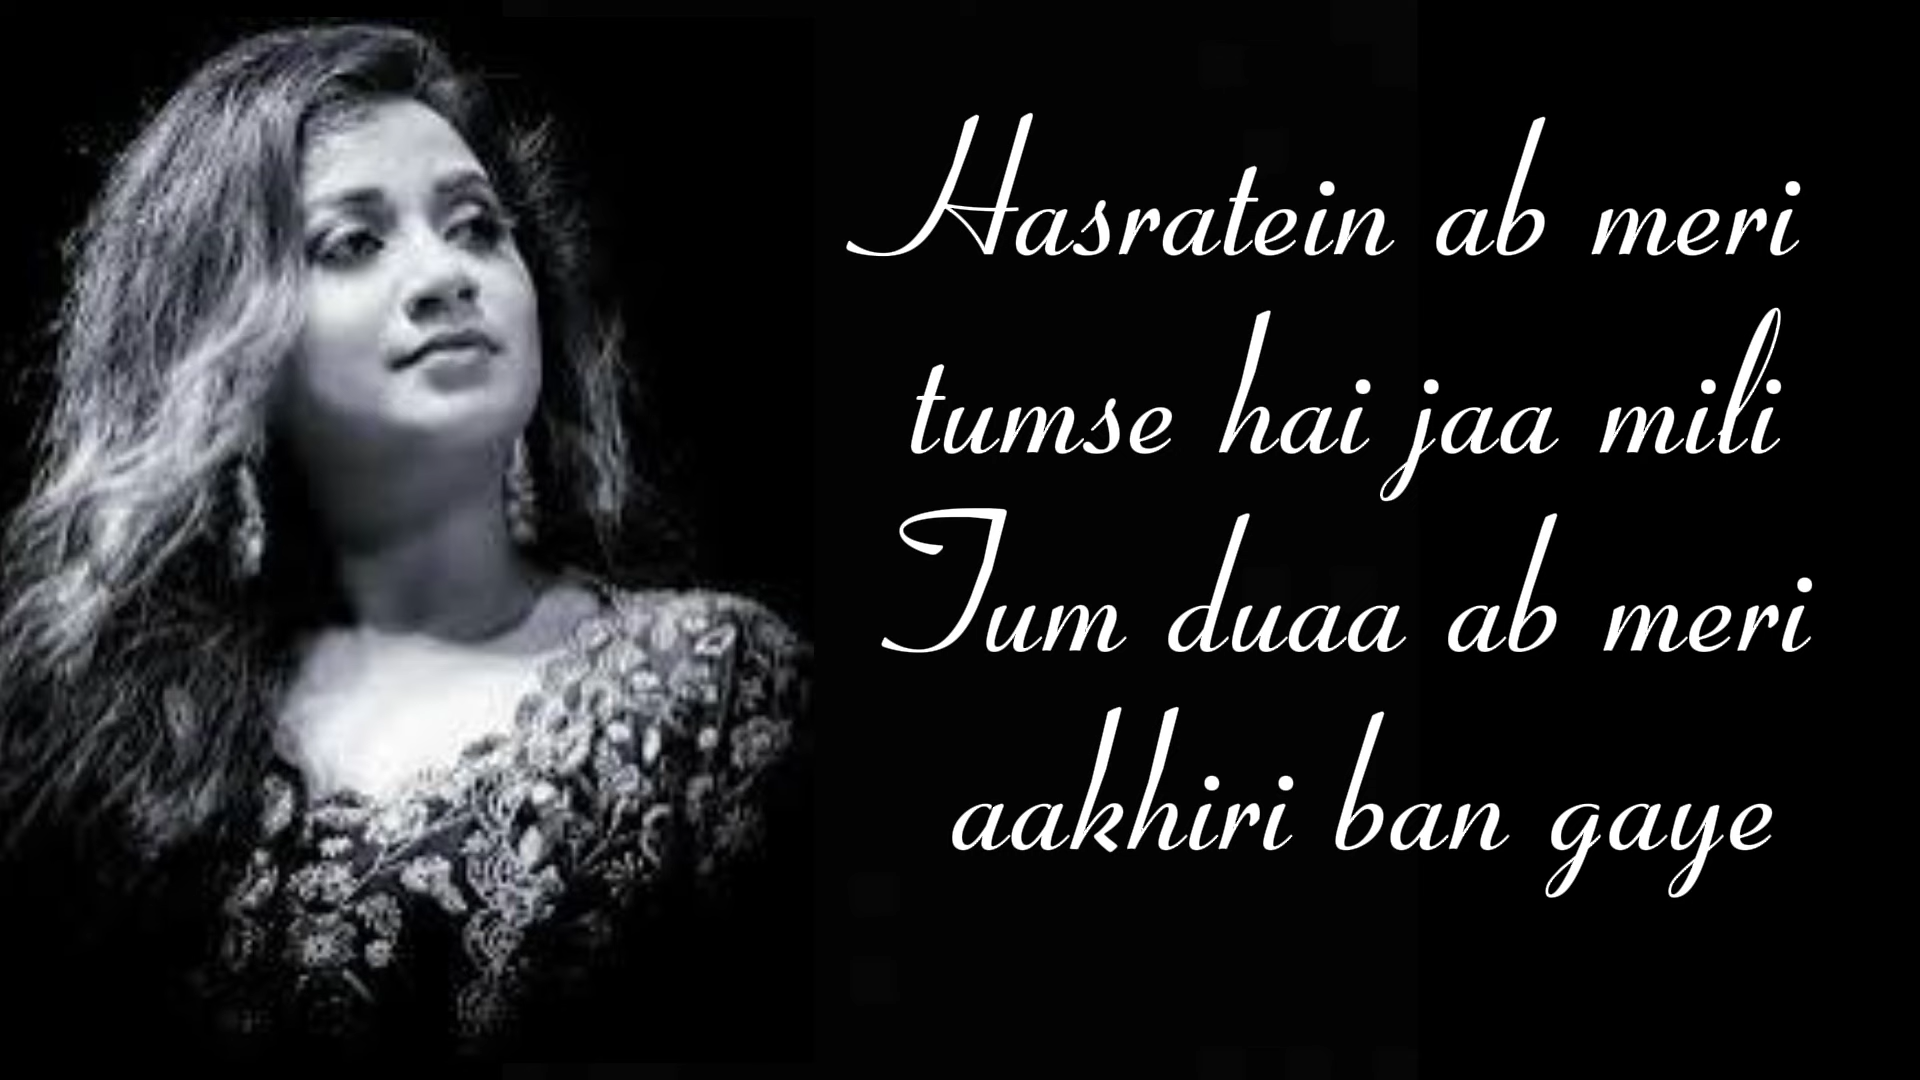 Hasratein ab meri
tumse hai jaa mili
Tum duaa ab meri
aakhiri ban gaye